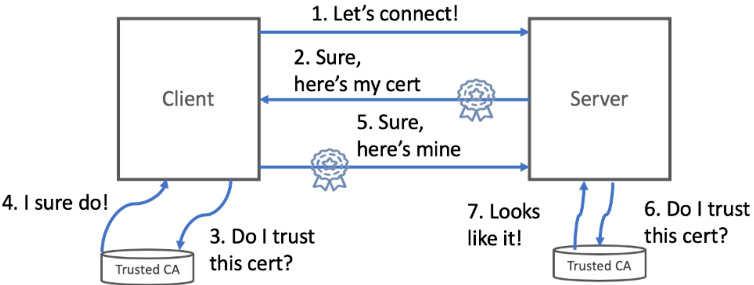 1. Let’s connect!
2. Sure,
here’s my cert
Client
Server
5. Sure,
here’s mine
4. I sure do!
3. Do I trust
this cert?
Trusted CA
7. Looks
like it!
6. Do I trust
this cert?
Trusted CA